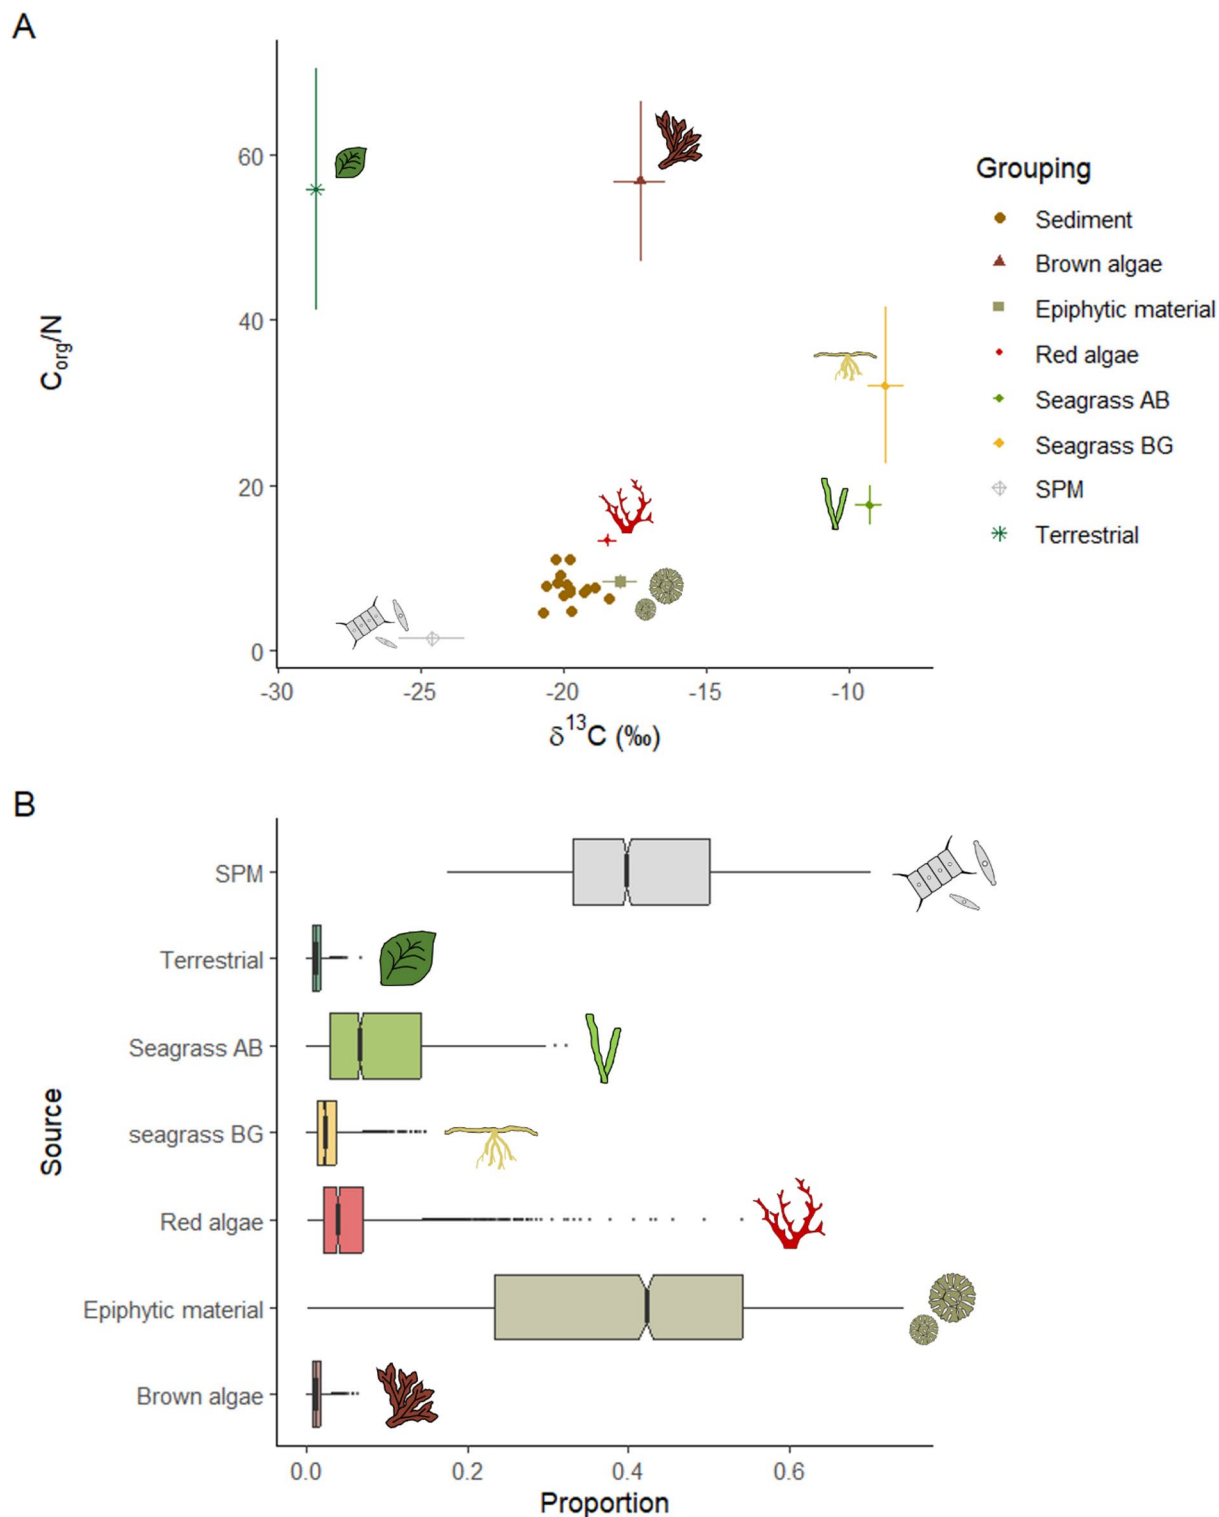 A
60
40
20
0
C_org/N
-30 -25 -20 -15 -10
δ¹³C (‰)
Grouping
Sediment
Brown algae
Epiphytic material
Red algae
Seagrass AB
Seagrass BG
SPM
Terrestrial
B
Source
SPM
Terrestrial
Seagrass AB
seagrass BG
Red algae
Epiphytic material
Brown algae
0.0 0.2 0.4 0.6
Proportion